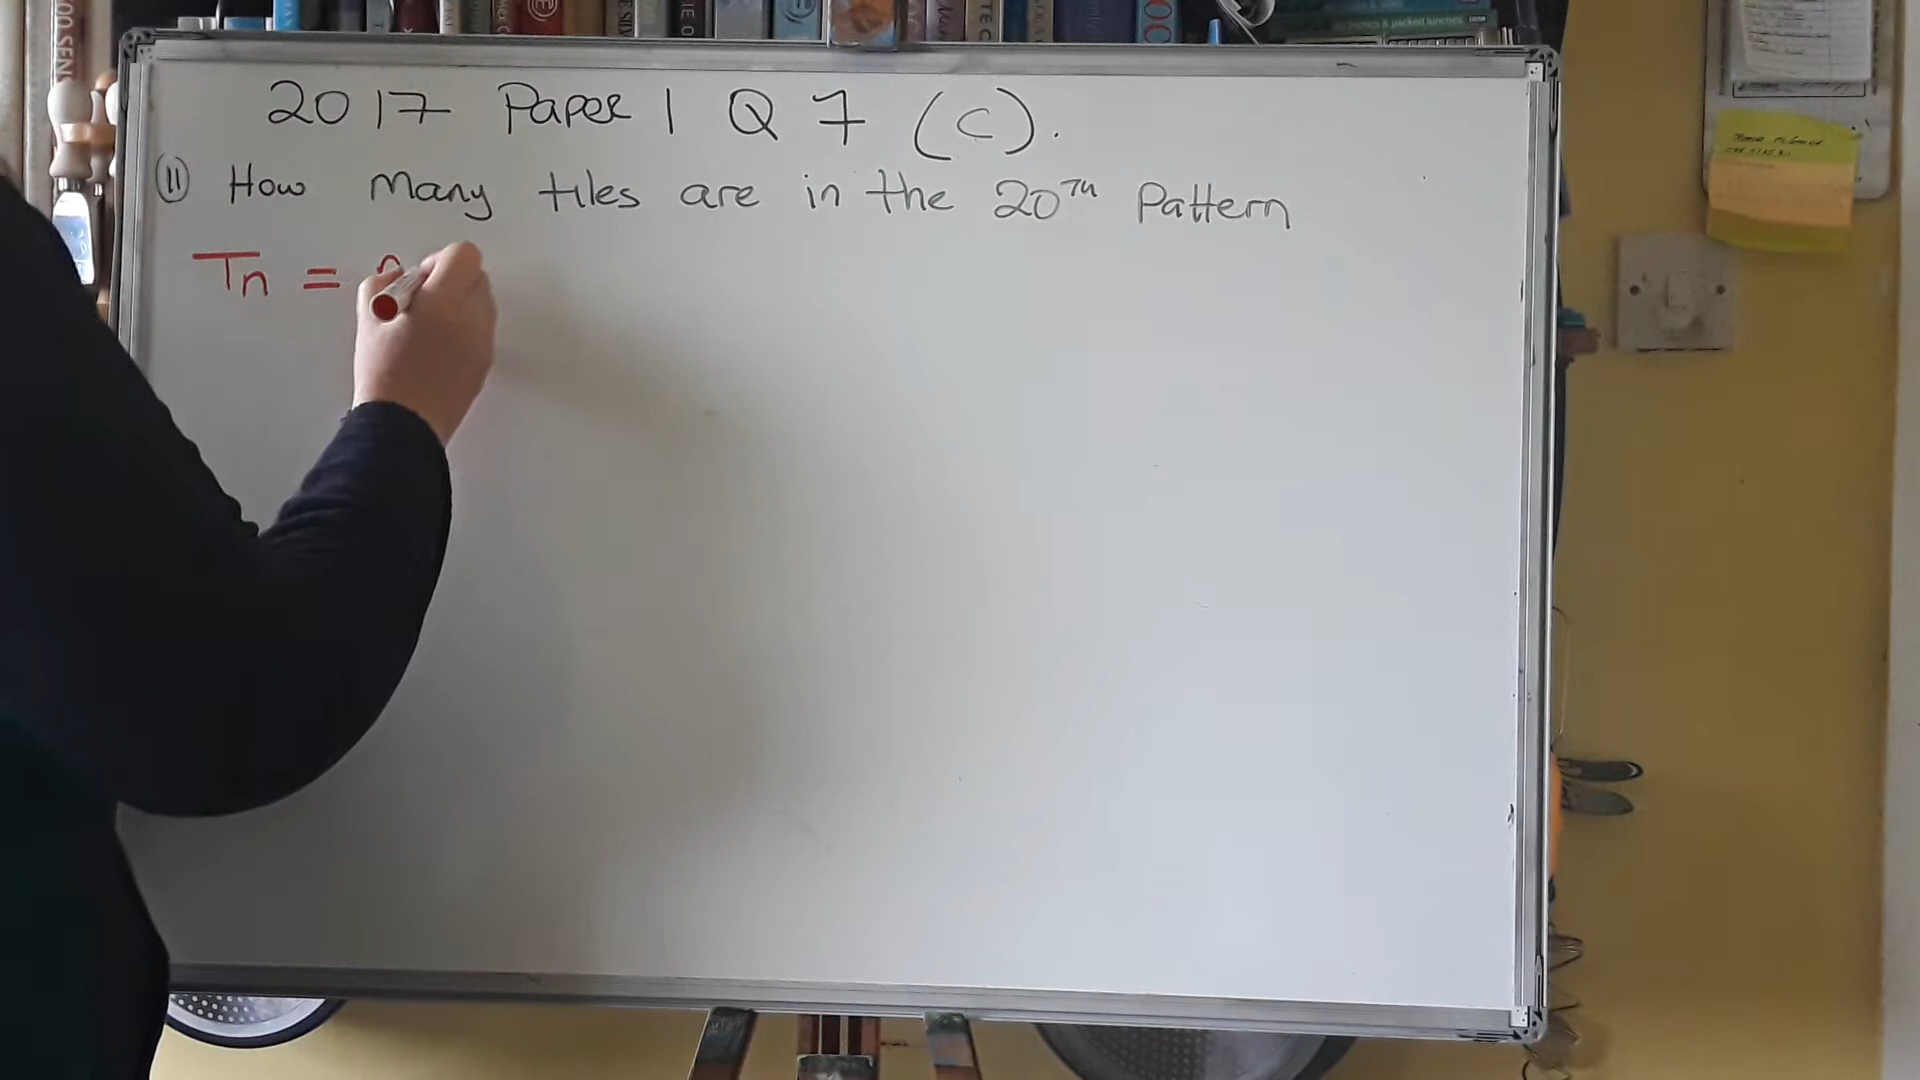 2017 Paper 1 Q 7 (c).
(ii) How many tiles are in the 20th Pattern
Tn =